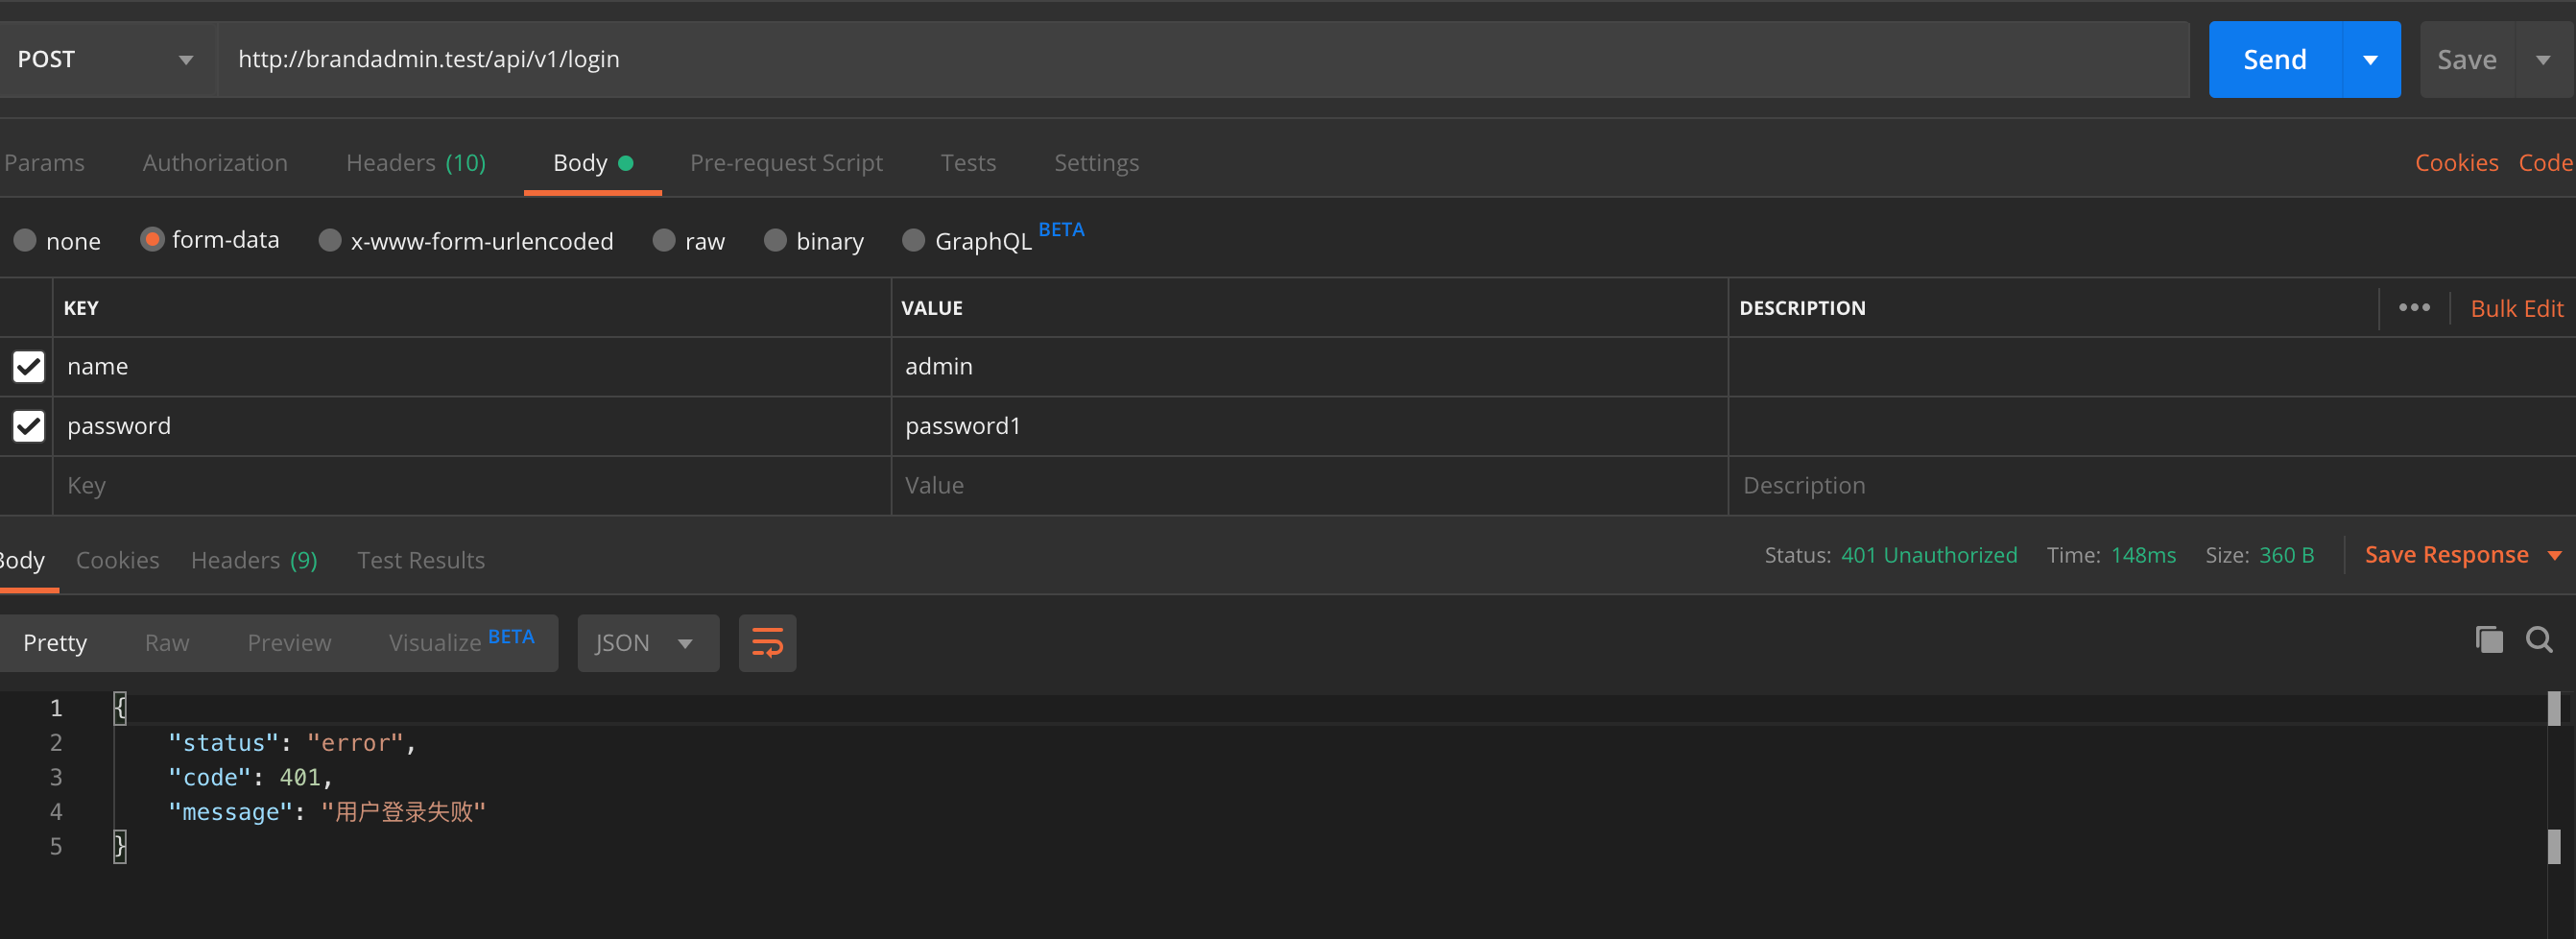 POST http://brandadmin.test/api/v1/login Send Save
Params Authorization Headers (10) Body Pre-request Script Tests Settings Cookies Code
none form-data x-www-form-urlencoded raw binary GraphQL BETA
KEY VALUE DESCRIPTION ••• Bulk Edit
name admin
password password1
Key Value Description
Body Cookies Headers (9) Test Results Status: 401 Unauthorized Time: 148ms Size: 360 B Save Response
Pretty Raw Preview Visualize BETA JSON
1 {
2 "status": "error",
3 "code": 401,
4 "message": "用户登录失败"
5 }